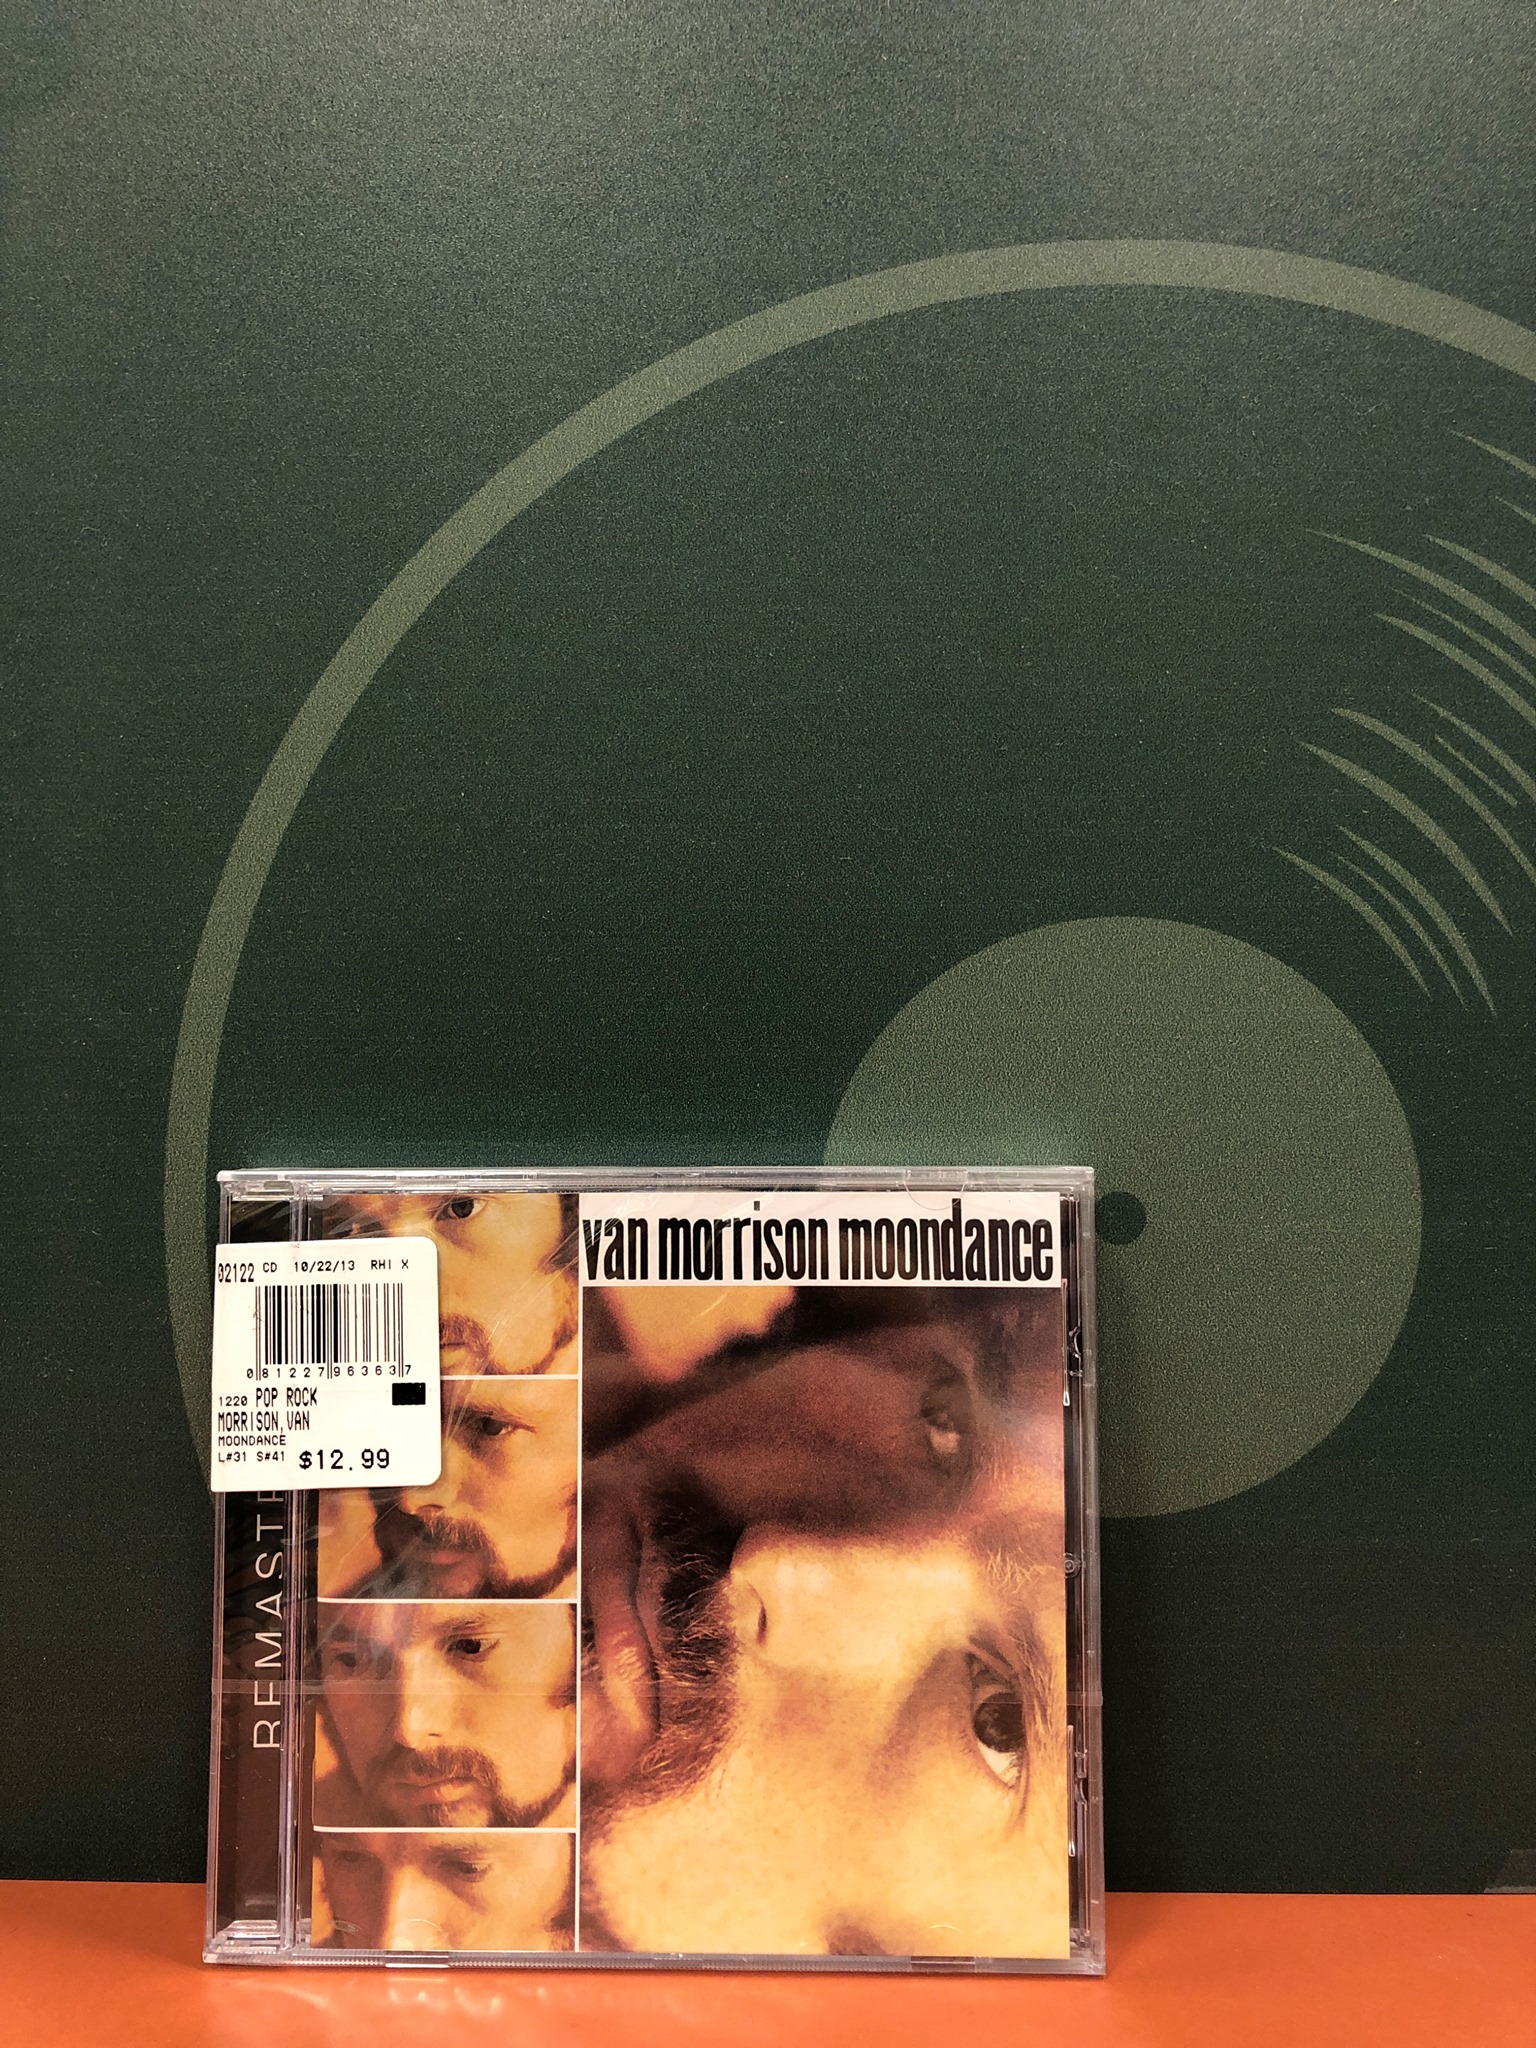 van morrison moondance
02122 CD 10/22/13 RHI X
0 81227 96363 7
1220 POP ROCK
MORRISON, VAN
MOONDANCE
L#31 S#41 $12.99
REMASTE